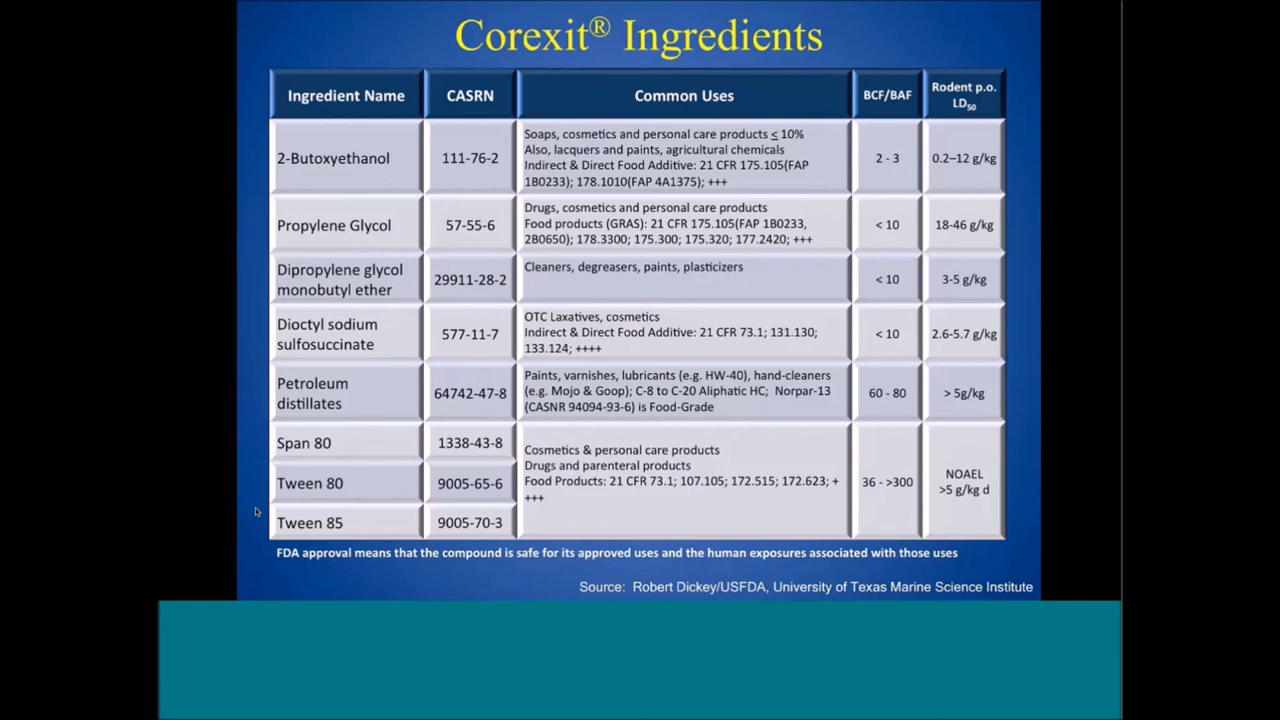 Corexit® Ingredients
Ingredient Name
CASRN
Common Uses
BCF/BAF
Rodent p.o.
LD50
2-Butoxyethanol
111-76-2
Soaps, cosmetics and personal care products ≤ 10%
Also, lacquers and paints, agricultural chemicals
Indirect & Direct Food Additive: 21 CFR 175.105(FAP
1B0233); 178.1010(FAP 4A1375); +++
2 - 3
0.2–12 g/kg
Propylene Glycol
57-55-6
Drugs, cosmetics and personal care products
Food products (GRAS): 21 CFR 175.105(FAP 1B0233,
2B0650); 178.3300; 175.300; 175.320; 177.2420; +++
< 10
18-46 g/kg
Dipropylene glycol
monobutyl ether
29911-28-2
Cleaners, degreasers, paints, plasticizers
< 10
3-5 g/kg
Dioctyl sodium
sulfosuccinate
577-11-7
OTC Laxatives, cosmetics
Indirect & Direct Food Additive: 21 CFR 73.1; 131.130;
133.124; ++++
< 10
2.6-5.7 g/kg
Petroleum
distillates
64742-47-8
Paints, varnishes, lubricants (e.g. HW-40), hand-cleaners
(e.g. Mojo & Goop); C-8 to C-20 Aliphatic HC; Norpar-13
(CASNR 94094-93-6) is Food-Grade
60 - 80
> 5g/kg
Span 80
1338-43-8
Tween 80
9005-65-6
Tween 85
9005-70-3
Cosmetics & personal care products
Drugs and parenteral products
Food Products: 21 CFR 73.1; 107.105; 172.515; 172.623; +
+++
36 - >300
NOAEL
>5 g/kg d
FDA approval means that the compound is safe for its approved uses and the human exposures associated with those uses
Source: Robert Dickey/USFDA, University of Texas Marine Science Institute